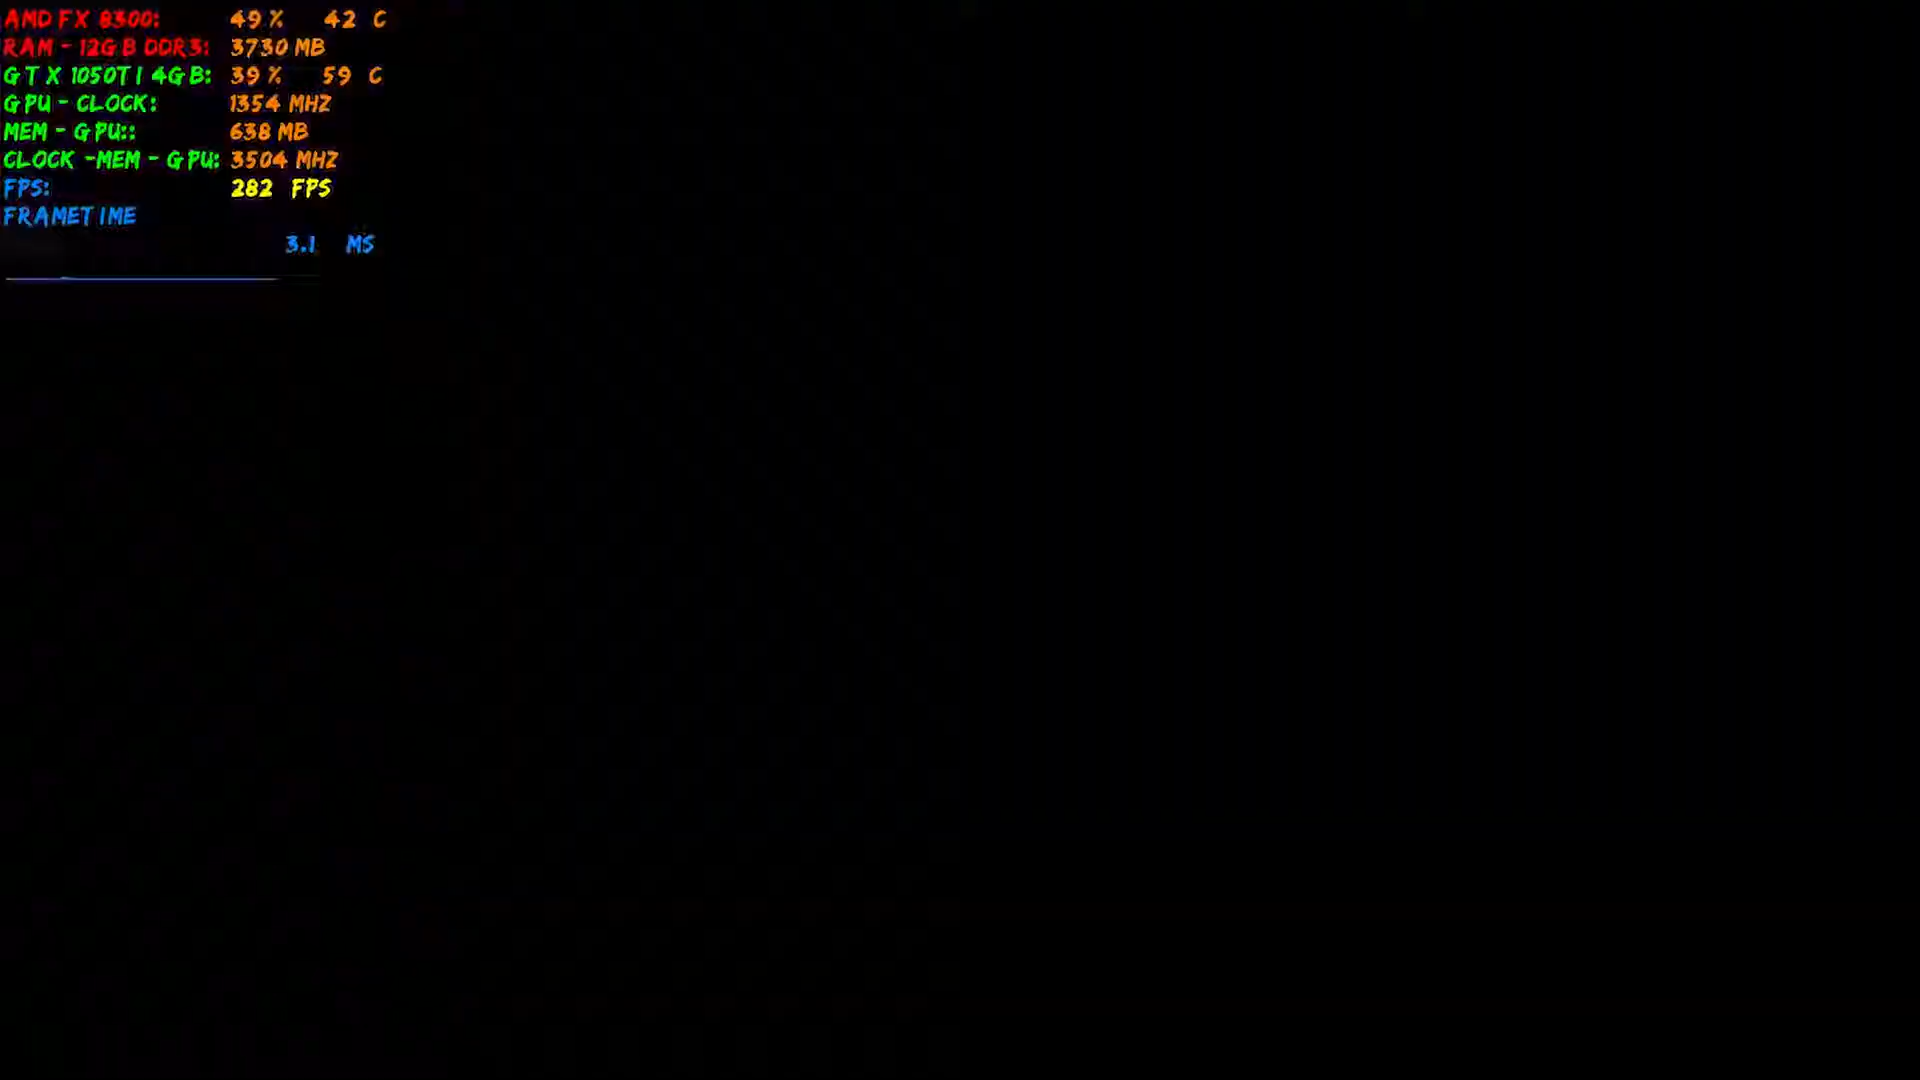 AMD FX 8300: 49 % 42 C
RAM - 12GB DDR3: 3730 MB
GTX 1050TI 4GB: 39 % 59 C
GPU - CLOCK: 1354 MHZ
MEM - GPU:: 638 MB
CLOCK -MEM - GPU: 3504 MHZ
FPS: 282 FPS
FRAMETIME
3.1 MS